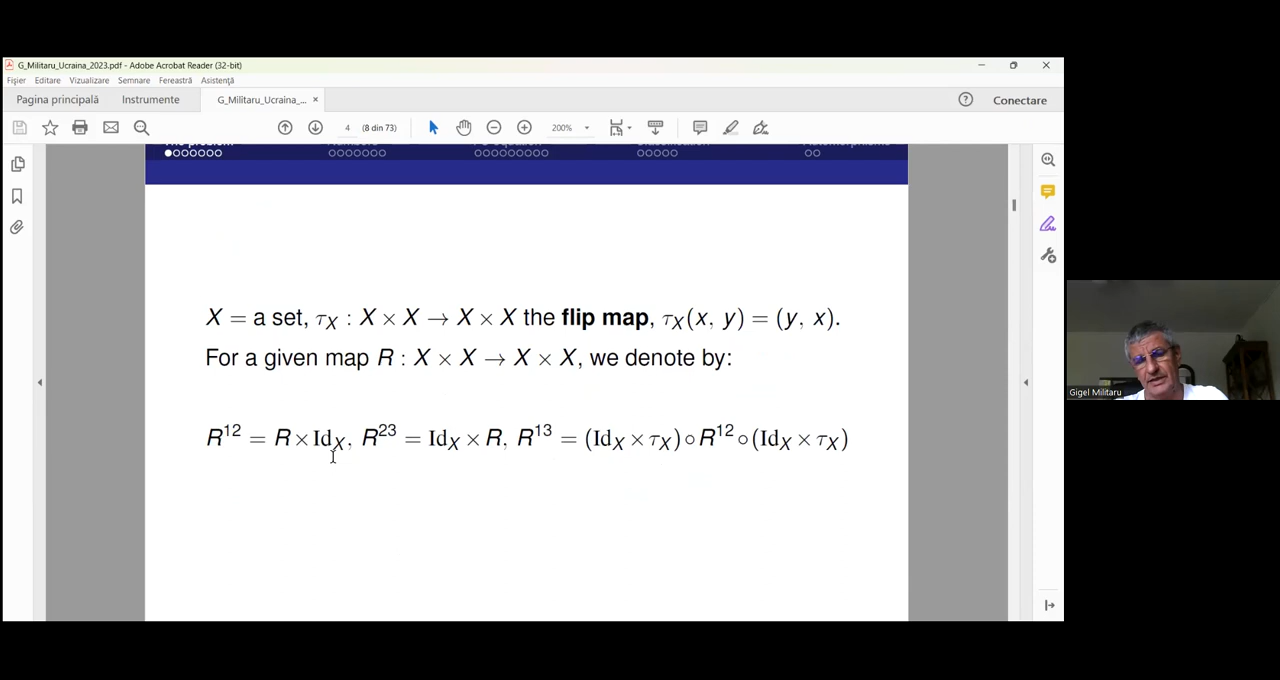 G_Militaru_Ucraina_2023.pdf - Adobe Acrobat Reader (32-bit)
Fișier Editare Vizualizare Semnare Fereastră Asistență
Pagina principală Instrumente G_Militaru_Ucraina_... × Conectare
4 (8 din 73) 200%
X = a set, τ_X : X × X → X × X the flip map, τ_X(x, y) = (y, x).
For a given map R : X × X → X × X, we denote by:
R^12 = R × Id_X, R^23 = Id_X × R, R^13 = (Id_X × τ_X) ∘ R^12 ∘ (Id_X × τ_X)
Gigel Militaru